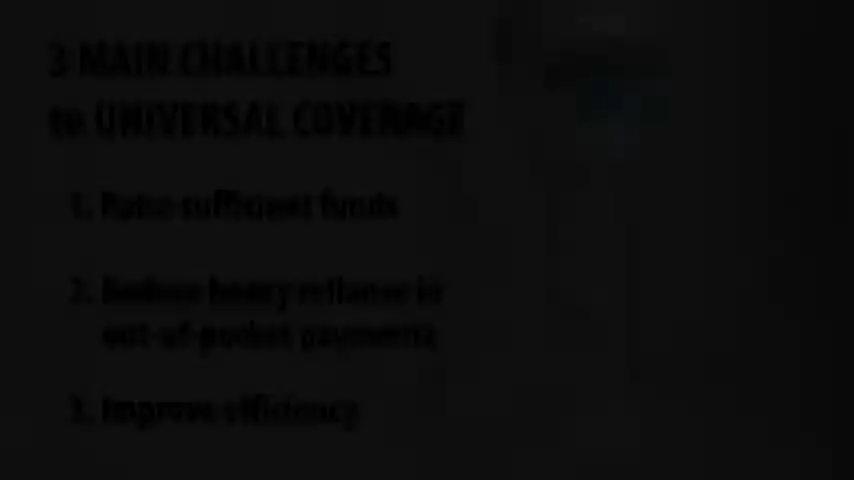 3 MAIN CHALLENGES
to UNIVERSAL COVERAGE
1. Raise sufficient funds
2. Reduce heavy reliance in
out-of-pocket payments
3. Improve efficiency